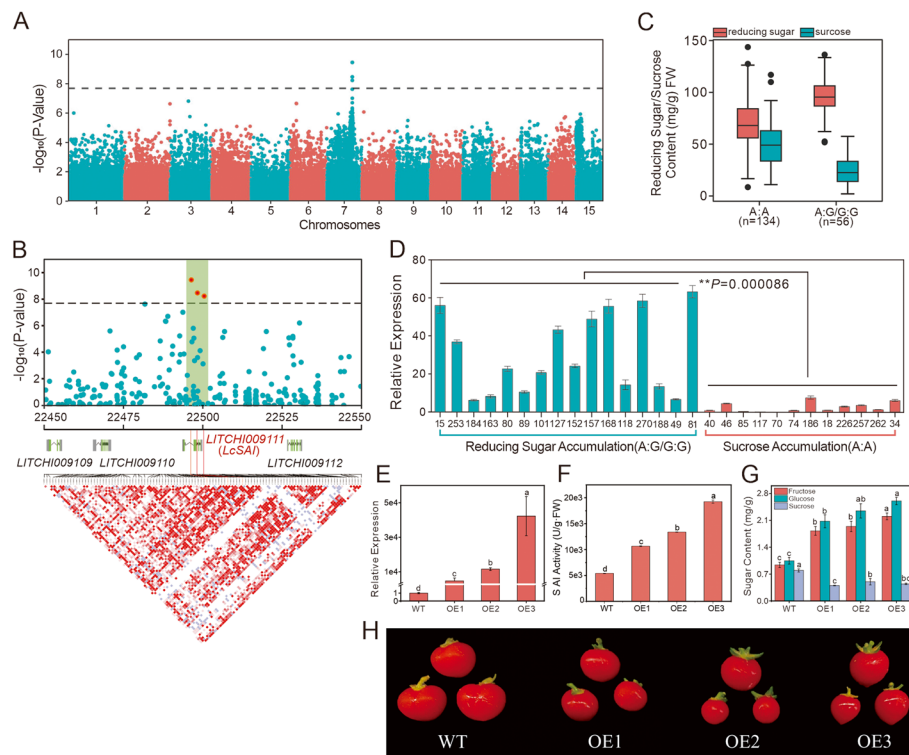 A
-log₁₀(P-Value)
10
8
6
4
2
0
1 2 3 4 5 6 7 8 9 10 11 12 13 14 15
Chromosomes
B
-log₁₀(P-value)
10
8
6
4
2
0
22450 22475 22500 22525 22550
LITCHI009109 LITCHI009110 LITCHI009111 (LcSAI) LITCHI009112
C
reducing sugar surcose
Reducing Sugar/Sucrose
Content (mg/g) FW
150
100
50
0
A:A A:G/G:G
(n=134) (n=56)
D
Relative Expression
80
60
40
20
0
**P=0.000086
15 253 184 163 80 89 101 127 152 157 168 118 270 188 49 81
Reducing Sugar Accumulation(A:G/G:G)
40 46 85 117 70 74 186 18 226 257 262 34
Sucrose Accumulation(A:A)
E
Relative Expression
5e4
1e4
1
0
d c b a
WT OE1 OE2 OE3
F
S AI Activity (U/g·FW)
20e3
15e3
10e3
5e3
d c b a
WT OE1 OE2 OE3
G
Sugar Content (mg/g)
2.8
2.1
1.4
0.7
0.0
Fructose
Glucose
Sucrose
c c a b b c b ab b a a bc
WT OE1 OE2 OE3
H
WT OE1 OE2 OE3